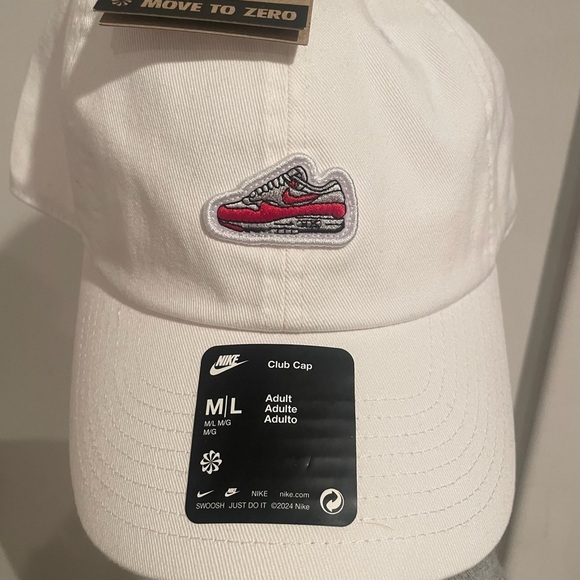 MOVE TO ZERO
NIKE
Club Cap
M|L
M/L M/G
M/G
Adult
Adulte
Adulto
NIKE nike.com
SWOOSH JUST DO IT ©2024 Nike